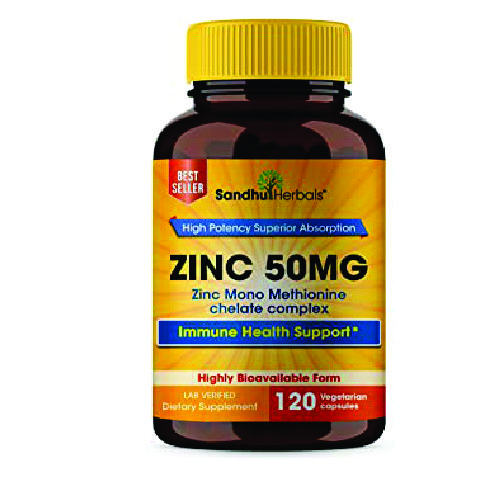 BEST
SELLER
SandhuHerbals®
High Potency Superior Absorption
ZINC 50MG
Zinc Mono Methionine
chelate complex
Immune Health Support*
Highly Bioavailable Form
LAB VERIFIED
Dietary Supplement
120 Vegetarian
capsules